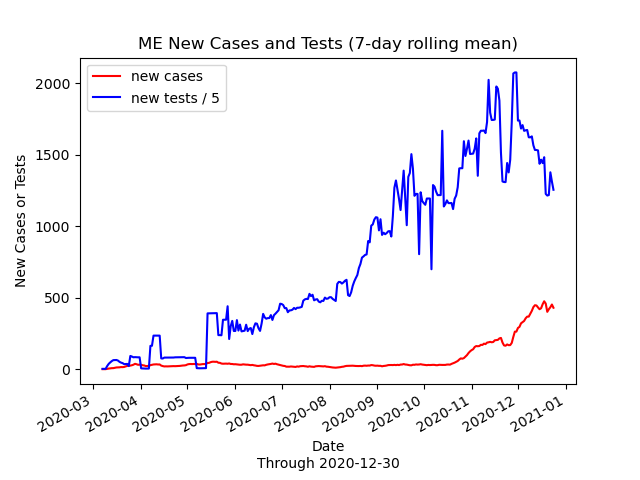 ME New Cases and Tests (7-day rolling mean)
new cases
new tests / 5
New Cases or Tests
2000
1500
1000
500
0
2020-03
2020-04
2020-05
2020-06
2020-07
2020-08
2020-09
2020-10
2020-11
2020-12
2021-01
Date
Through 2020-12-30